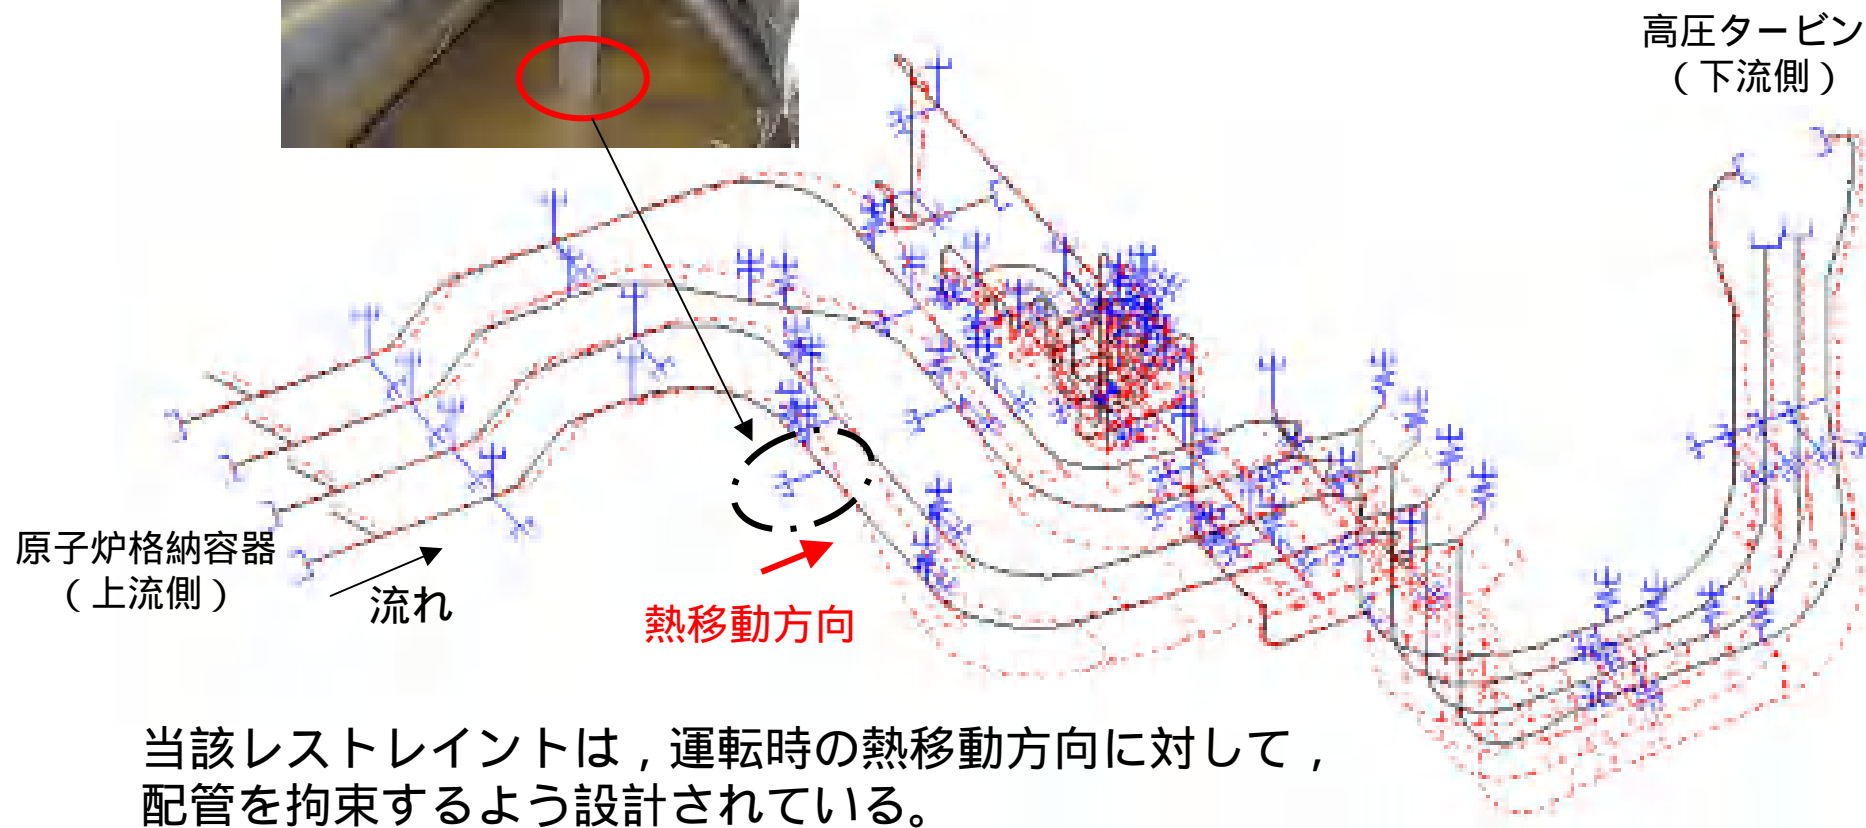 高圧タービン
（下流側）
原子炉格納容器
（上流側）
流れ
熱移動方向
当該レストレイントは，運転時の熱移動方向に対して，
配管を拘束するよう設計されている。